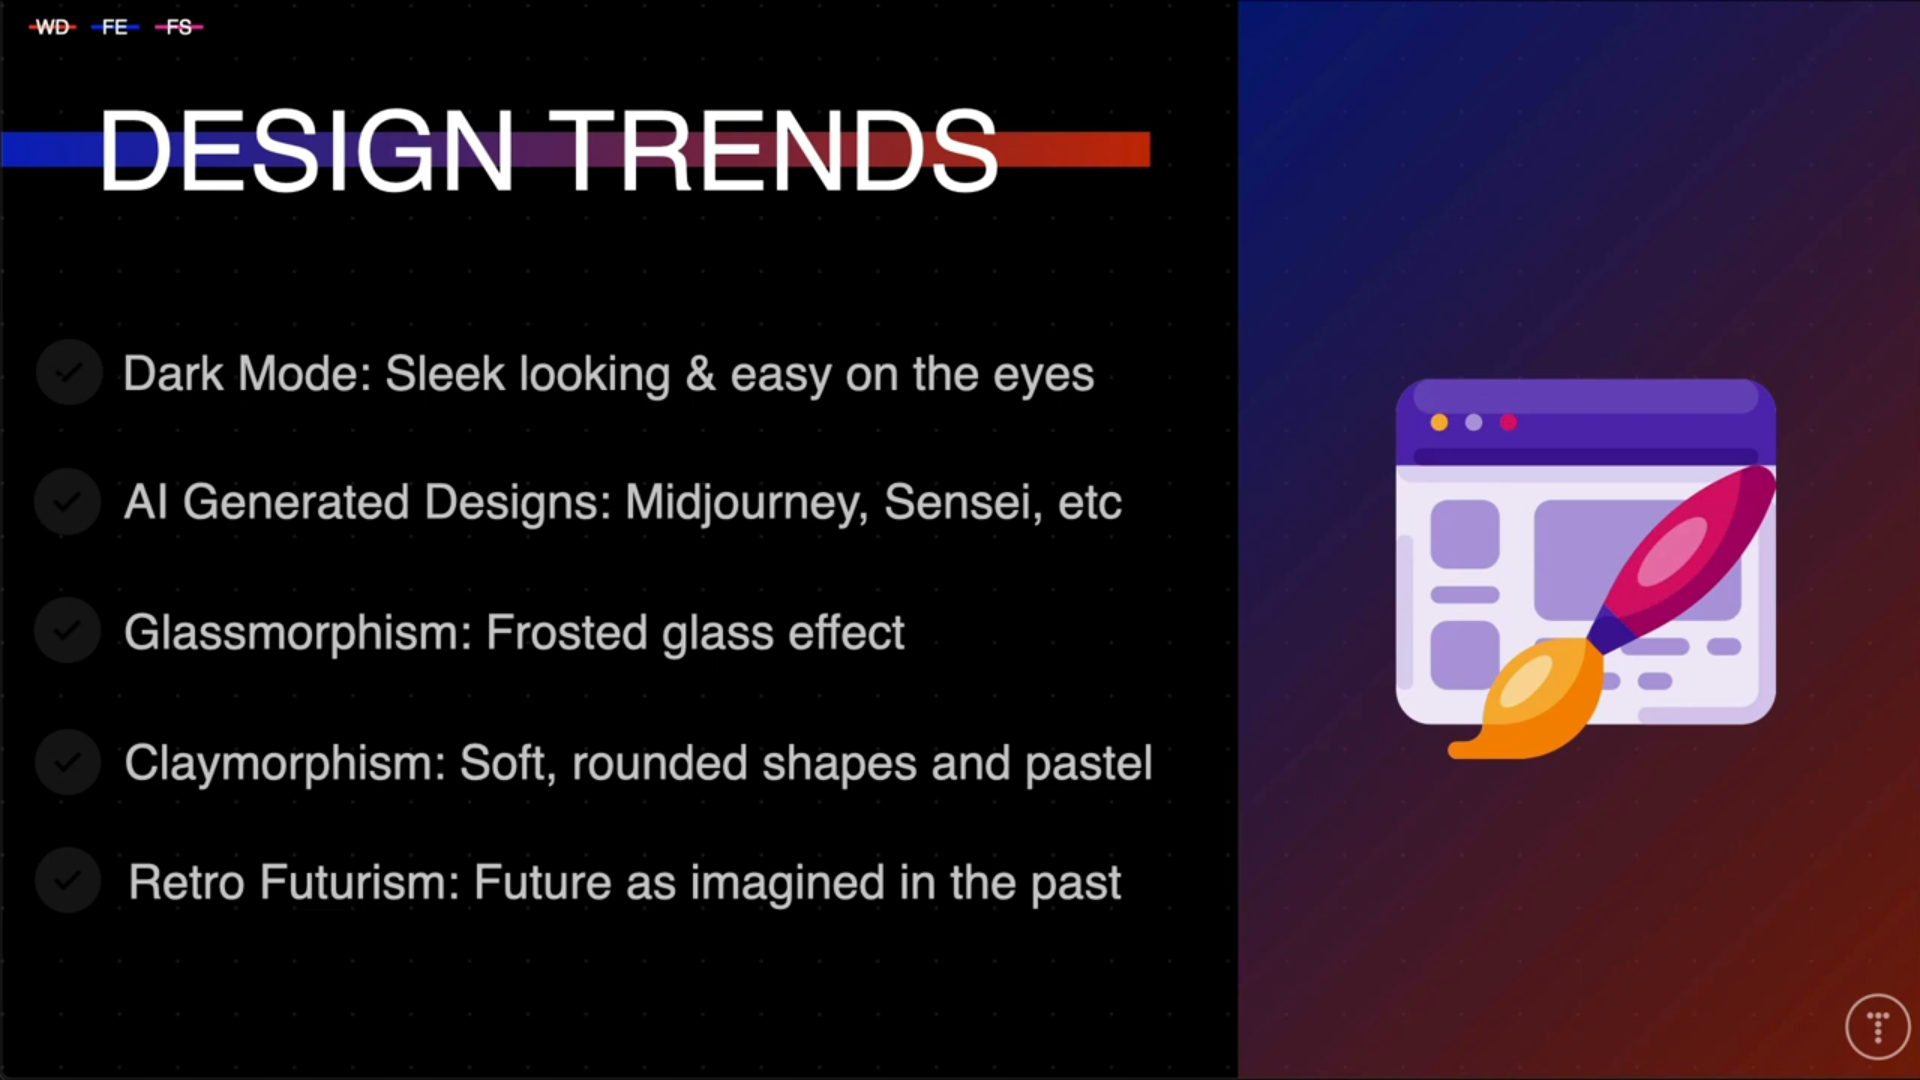 WD FE FS
DESIGN TRENDS
Dark Mode: Sleek looking & easy on the eyes
AI Generated Designs: Midjourney, Sensei, etc
Glassmorphism: Frosted glass effect
Claymorphism: Soft, rounded shapes and pastel
Retro Futurism: Future as imagined in the past
T